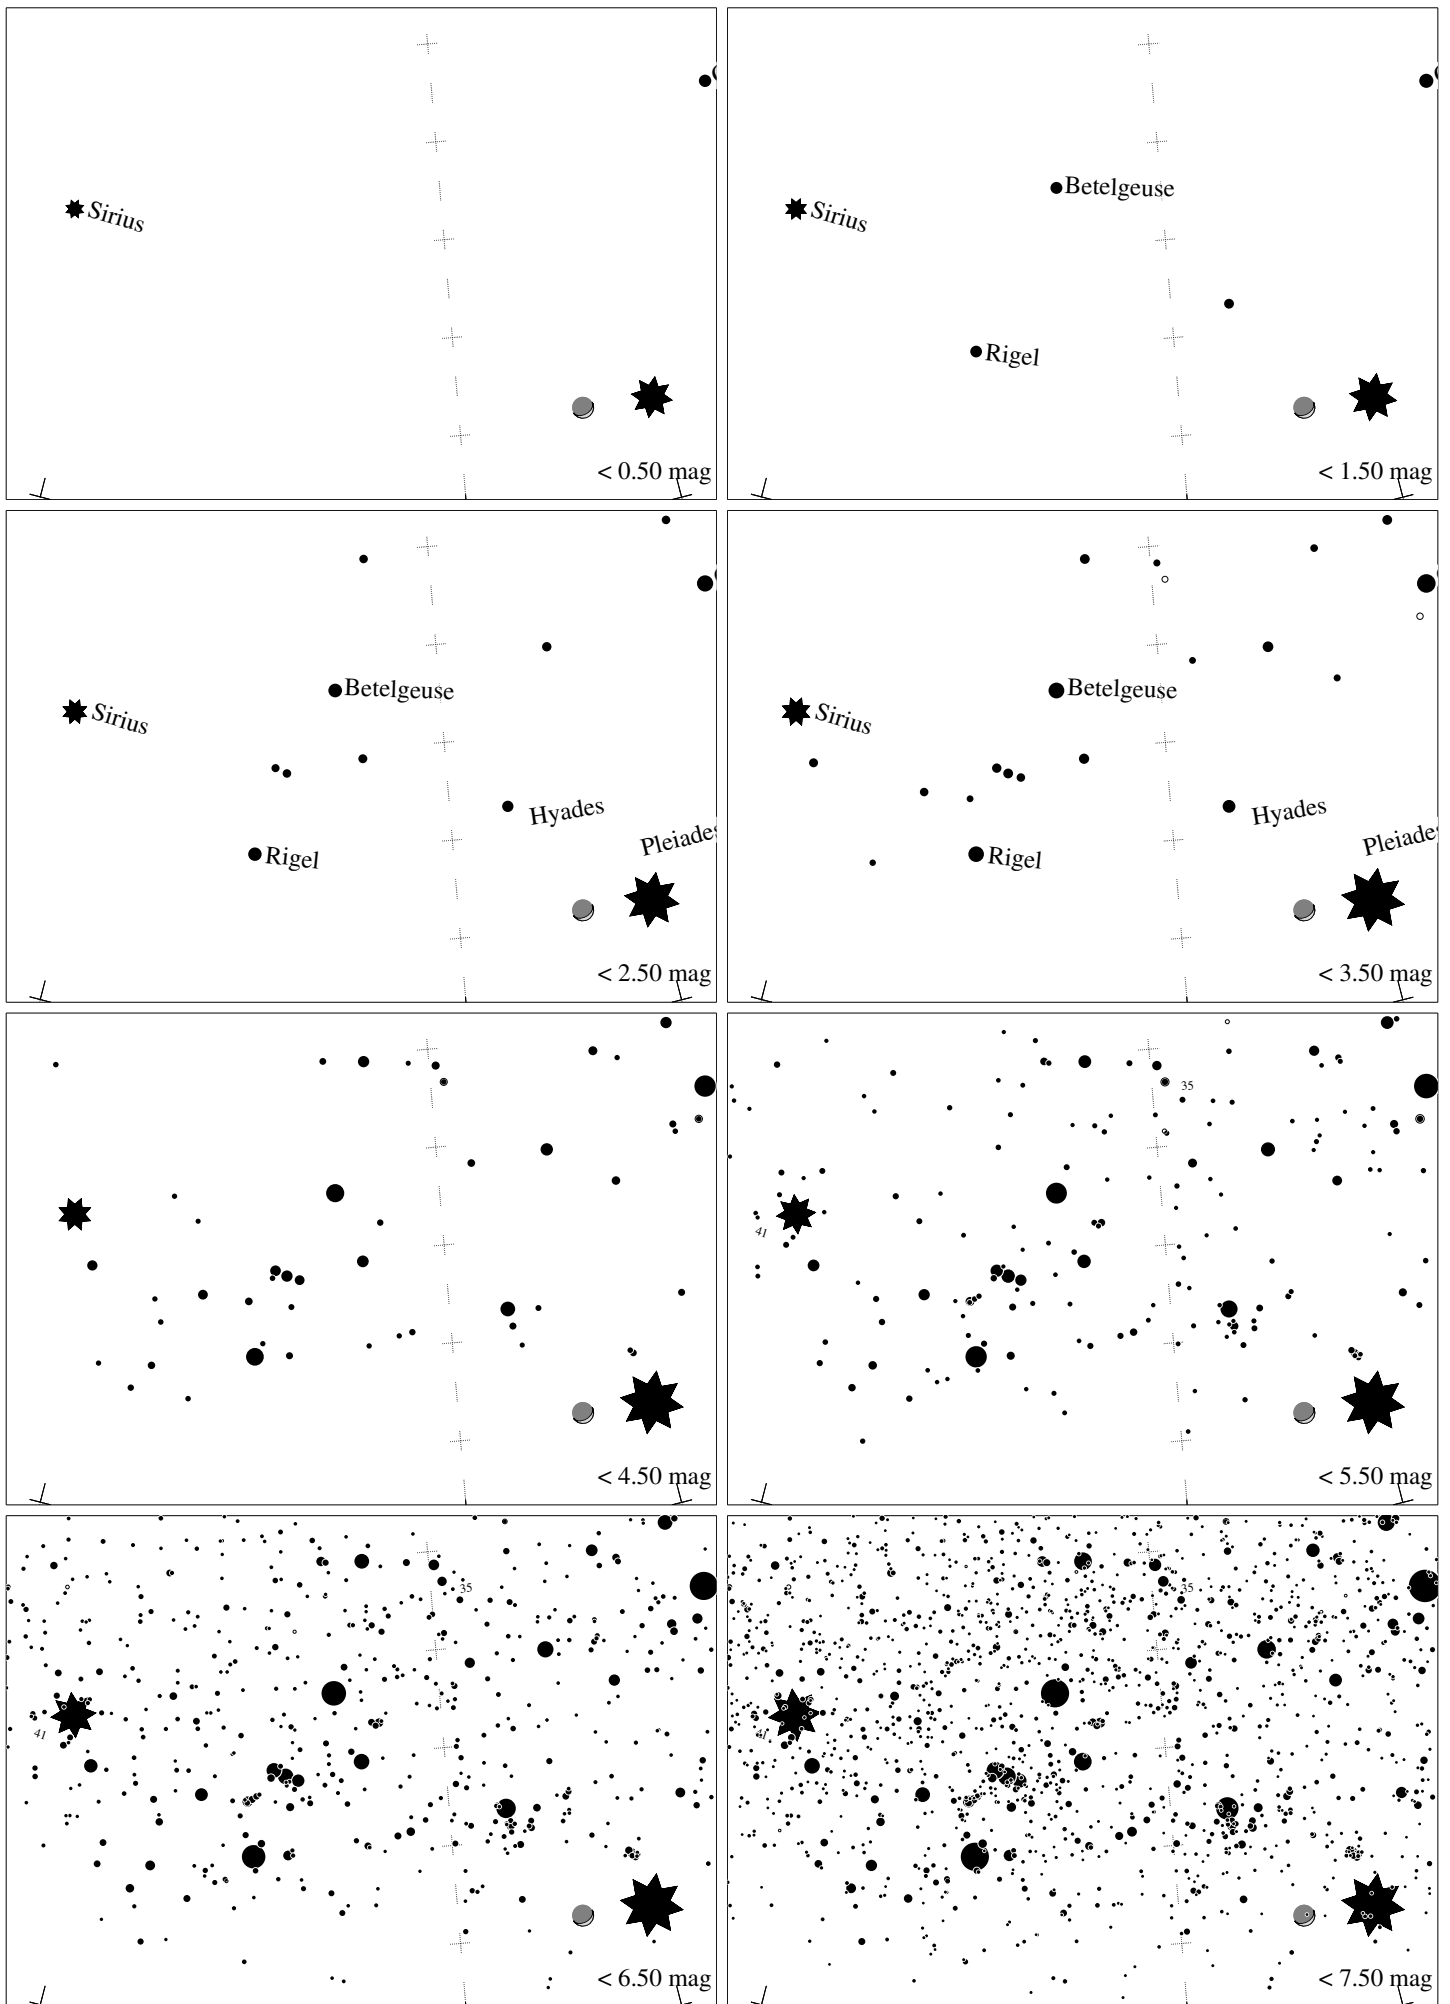 Sirius
< 0.50 mag
Betelgeuse
Sirius
Rigel
< 1.50 mag
Betelgeuse
Sirius
Hyades
Pleiades
Rigel
< 2.50 mag
Betelgeuse
Sirius
Hyades
Pleiades
Rigel
< 3.50 mag
< 4.50 mag
35
41
< 5.50 mag
35
41
< 6.50 mag
35
41
< 7.50 mag